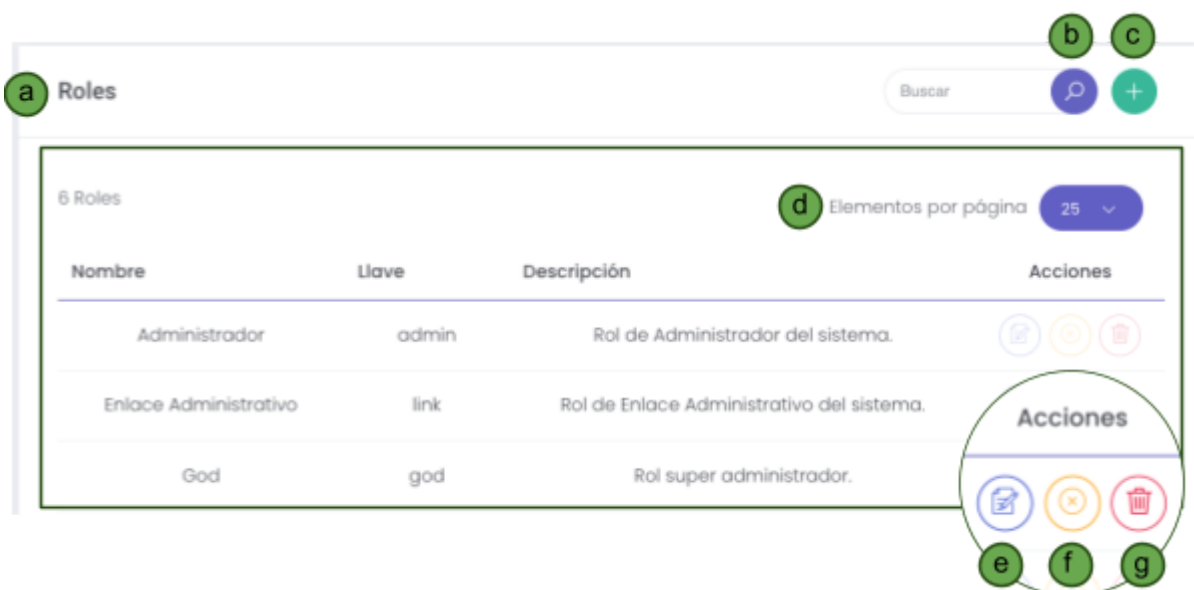 b c
a Roles Buscar
6 Roles d Elementos por página 25
Nombre Llave Descripción Acciones
Administrador admin Rol de Administrador del sistema.
Enlace Administrativo link Rol de Enlace Administrativo del sistema.
Acciones
God god Rol super administrador.
e f g